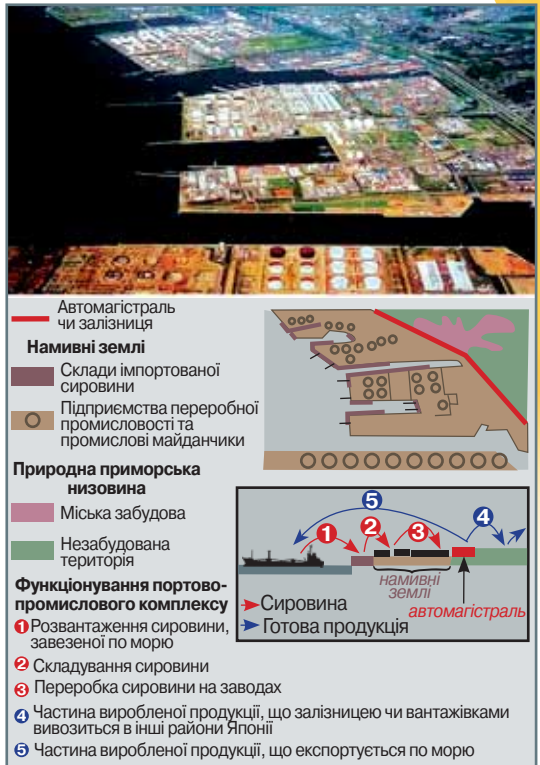 Автомагістраль
чи залізниця
Намивні землі
Склади імпортованої
сировини
Підприємства переробної
промисловості та
промислові майданчики
Природна приморська
низовина
Міська забудова
Незабудована
територія
Функціонування портово-
промислового комплексу
1 Розвантаження сировини,
завезеної по морю
2 Складування сировини
3 Переробка сировини на заводах
4 Частина виробленої продукції, що залізницею чи вантажівками
вивозиться в інші райони Японії
5 Частина виробленої продукції, що експортується по морю
5
1
2
3
4
намивні
землі
автомагістраль
Сировина
Готова продукція